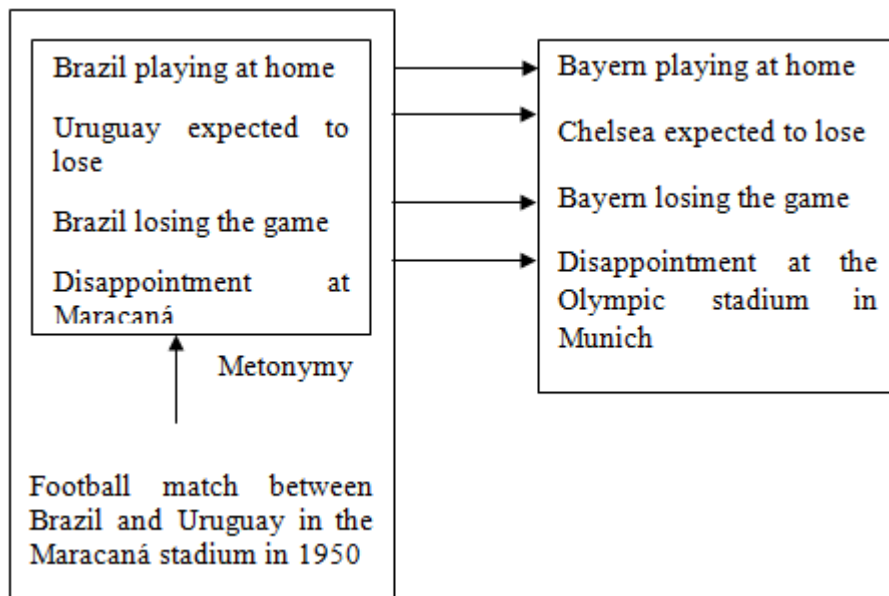 Brazil playing at home
Uruguay expected to
lose
Brazil losing the game
Disappointment at
Maracaná
Metonymy
Football match between
Brazil and Uruguay in the
Maracaná stadium in 1950
Bayern playing at home
Chelsea expected to lose
Bayern losing the game
Disappointment at the
Olympic stadium in
Munich